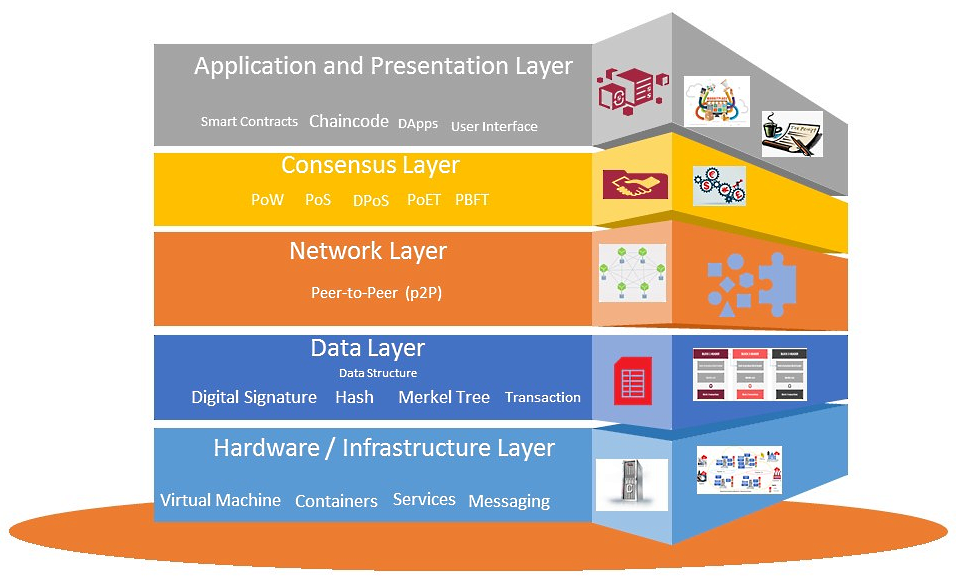 Application and Presentation Layer
Smart Contracts Chaincode DApps User Interface
Consensus Layer
PoW PoS DPoS PoET PBFT
Network Layer
Peer-to-Peer (p2P)
Data Layer
Data Structure
Digital Signature Hash Merkel Tree Transaction
Hardware / Infrastructure Layer
Virtual Machine Containers Services Messaging